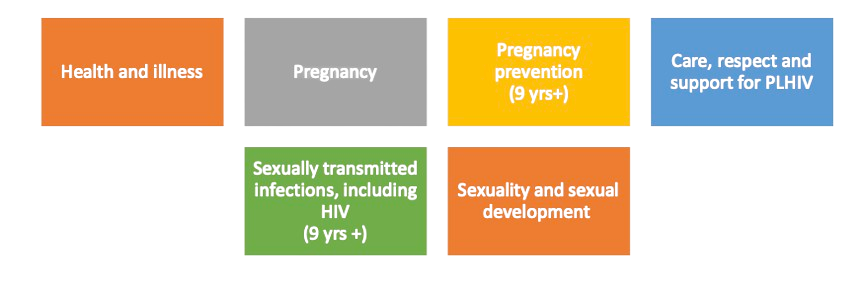 Health and illness
Pregnancy
Pregnancy
prevention
(9 yrs+)
Care, respect and
support for PLHIV
Sexually transmitted
infections, including
HIV
(9 yrs +)
Sexuality and sexual
development